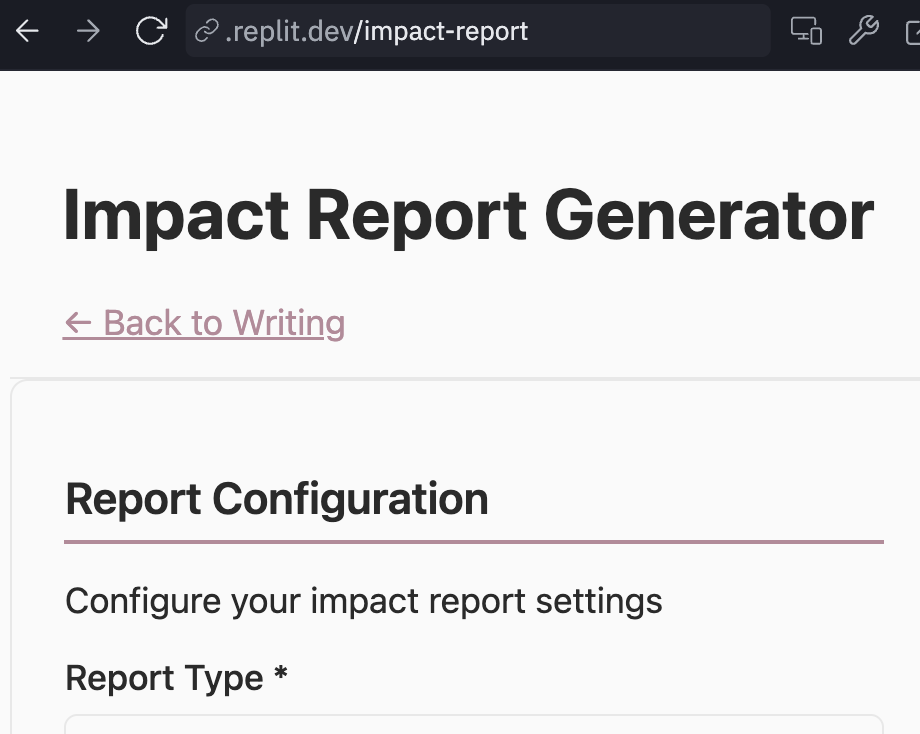 .replit.dev/impact-report
Impact Report Generator
← Back to Writing
Report Configuration
Configure your impact report settings
Report Type *